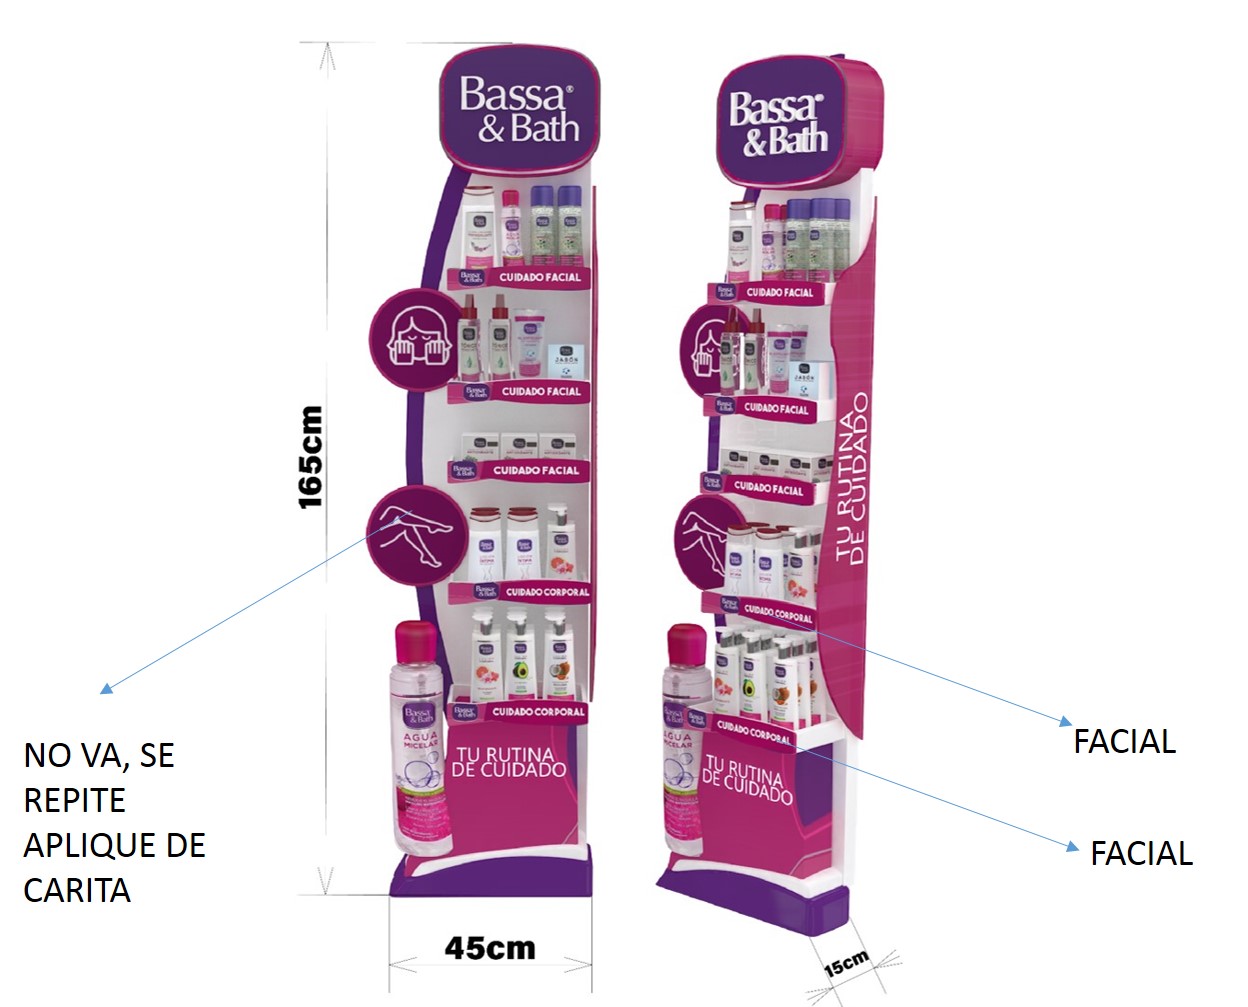 Bassa®
& Bath
CUIDADO FACIAL
CUIDADO FACIAL
CUIDADO FACIAL
CUIDADO CORPORAL
CUIDADO CORPORAL
Bassa
& Bath
AGUA
MICELAR
TU RUTINA
DE CUIDADO
165cm
45cm
NO VA, SE
REPITE
APLIQUE DE
CARITA
Bassa®
& Bath
CUIDADO FACIAL
CUIDADO FACIAL
CUIDADO FACIAL
CUIDADO CORPORAL
CUIDADO CORPORAL
AGUA
MICELAR
TU RUTINA
DE CUIDADO
TU RUTINA
DE CUIDADO
15cm
FACIAL
FACIAL